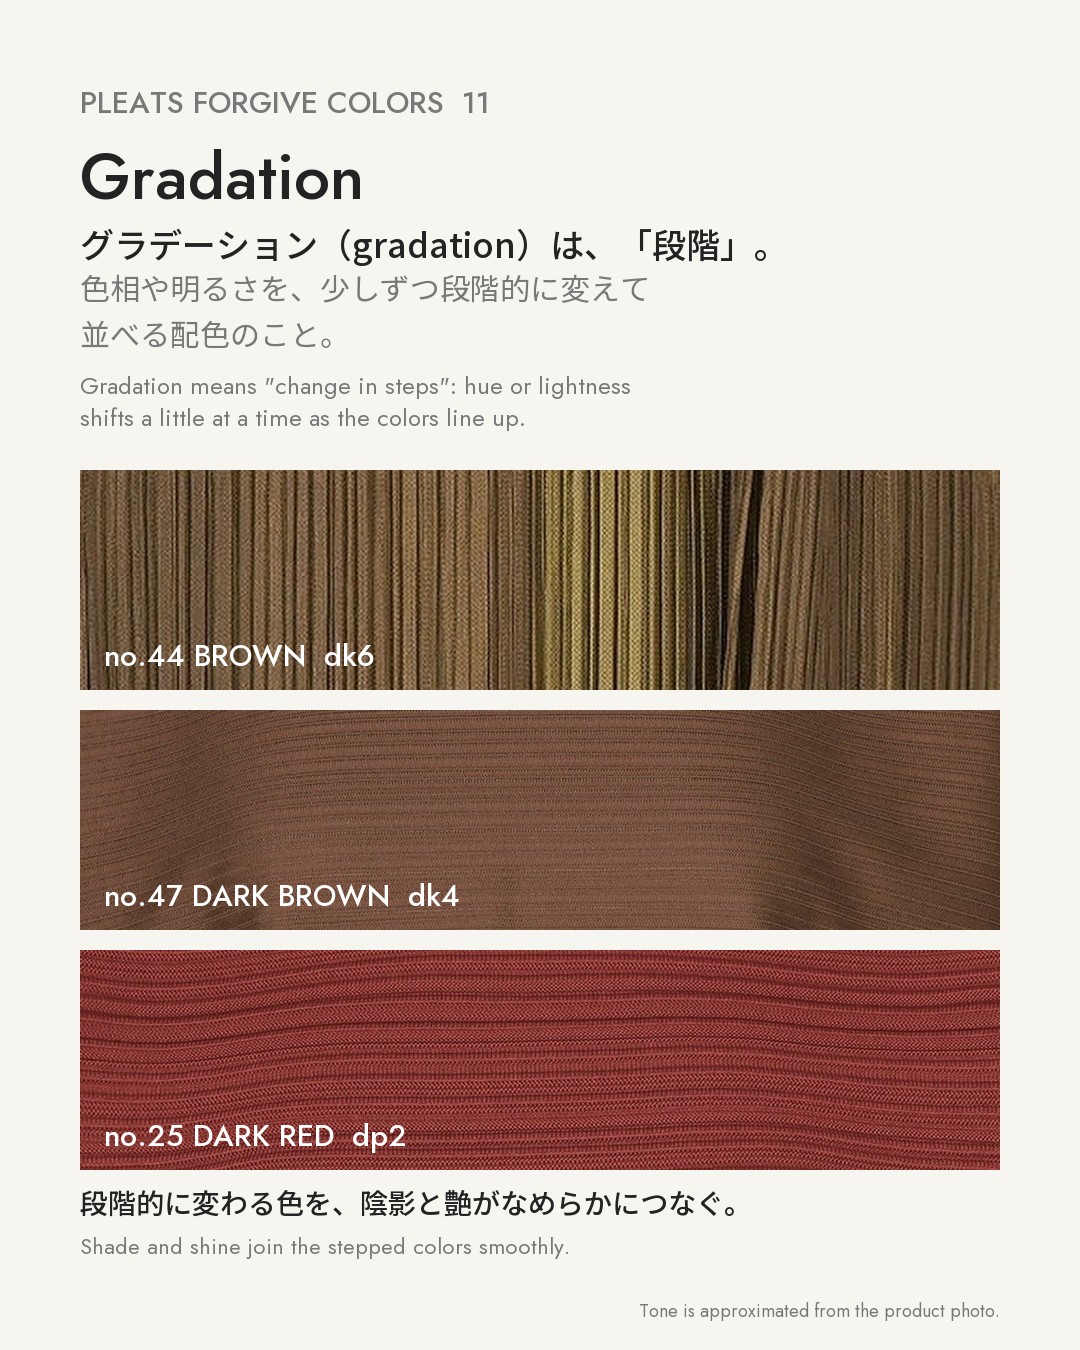 PLEATS FORGIVE COLORS 11
Gradation
グラデーション（gradation）は、「段階」。
色相や明るさを、少しずつ段階的に変えて
並べる配色のこと。
Gradation means "change in steps": hue or lightness
shifts a little at a time as the colors line up.
no.44 BROWN dk6
no.47 DARK BROWN dk4
no.25 DARK RED dp2
段階的に変わる色を、陰影と艶がなめらかにつなぐ。
Shade and shine join the stepped colors smoothly.
Tone is approximated from the product photo.